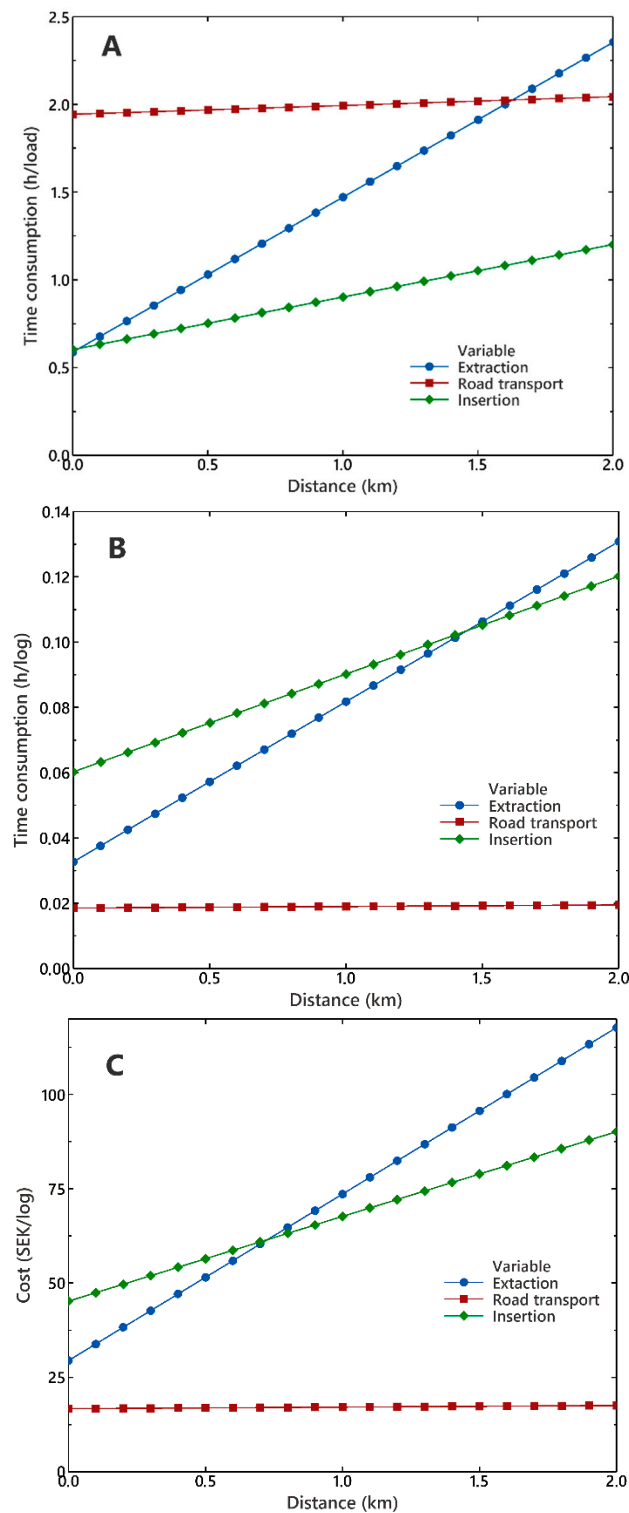 A
Time consumption (h/load)
2.5
2.0
1.5
1.0
0.5
0.0
Variable
Extraction
Road transport
Insertion
0.0 0.5 1.0 1.5 2.0
Distance (km)
B
Time consumption (h/log)
0.14
0.12
0.10
0.08
0.06
0.04
0.02
0.00
Variable
Extraction
Road transport
Insertion
0.0 0.5 1.0 1.5 2.0
Distance (km)
C
Cost (SEK/log)
100
75
50
25
0
Variable
Extaction
Road transport
Insertion
0.0 0.5 1.0 1.5 2.0
Distance (km)